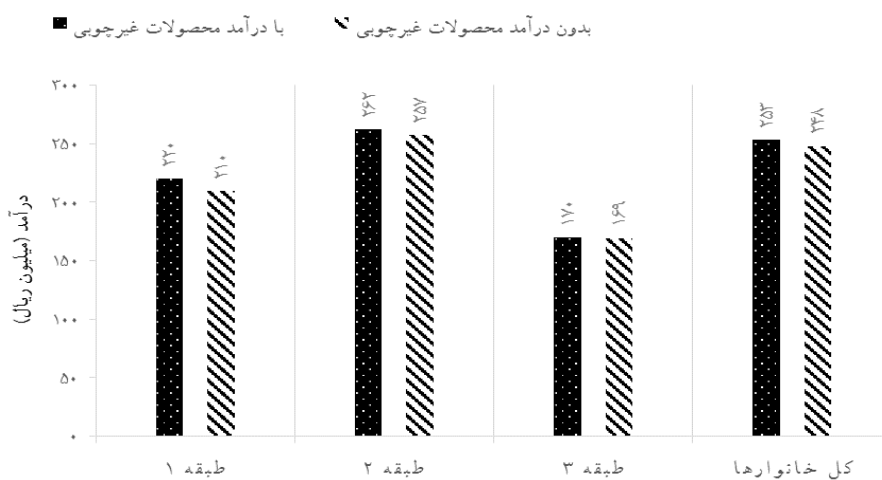 با درآمد محصولات غیرچوبی
بدون درآمد محصولات غیرچوبی
درآمد (میلیون ریال)
۳۰۰
۲۵۰
۲۰۰
۱۵۰
۱۰۰
۵۰
۰
۲۲۰
۲۱۰
۲۶۲
۲۵۷
۱۷۰
۱۶۹
۲۵۳
۲۴۸
طبقه ۱
طبقه ۲
طبقه ۳
کل خانوارها